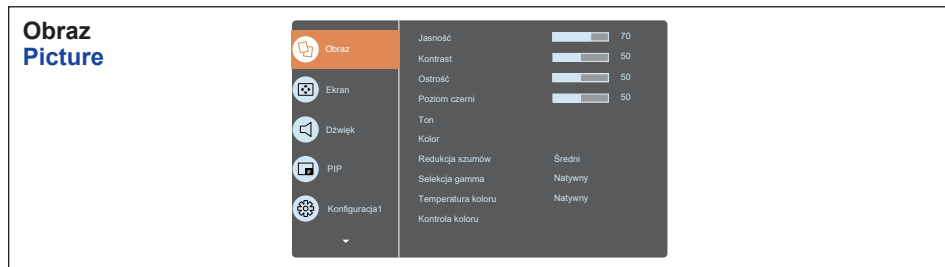 Obraz
Picture
Obraz
Ekran
Dźwięk
PIP
Konfiguracja1
Jasność 70
Kontrast 50
Ostrość 50
Poziom czerni 50
Ton
Kolor
Redukcja szumów Średni
Selekcja gamma Natywny
Temperatura koloru Natywny
Kontrola koloru